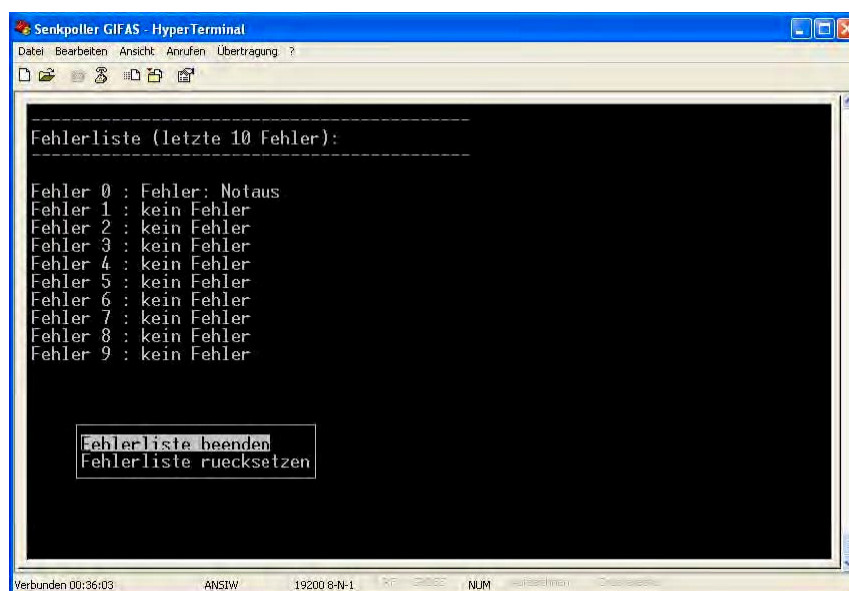 Senkpoller GIFAS - HyperTerminal
Datei Bearbeiten Ansicht Anrufen Übertragung ?
Fehlerliste (letzte 10 Fehler):
Fehler 0 : Fehler: Notaus
Fehler 1 : kein Fehler
Fehler 2 : kein Fehler
Fehler 3 : kein Fehler
Fehler 4 : kein Fehler
Fehler 5 : kein Fehler
Fehler 6 : kein Fehler
Fehler 7 : kein Fehler
Fehler 8 : kein Fehler
Fehler 9 : kein Fehler
Fehlerliste beenden
Fehlerliste ruecksetzen
Verbunden 00:36:03 ANSIW 19200 8-N-1 NUM